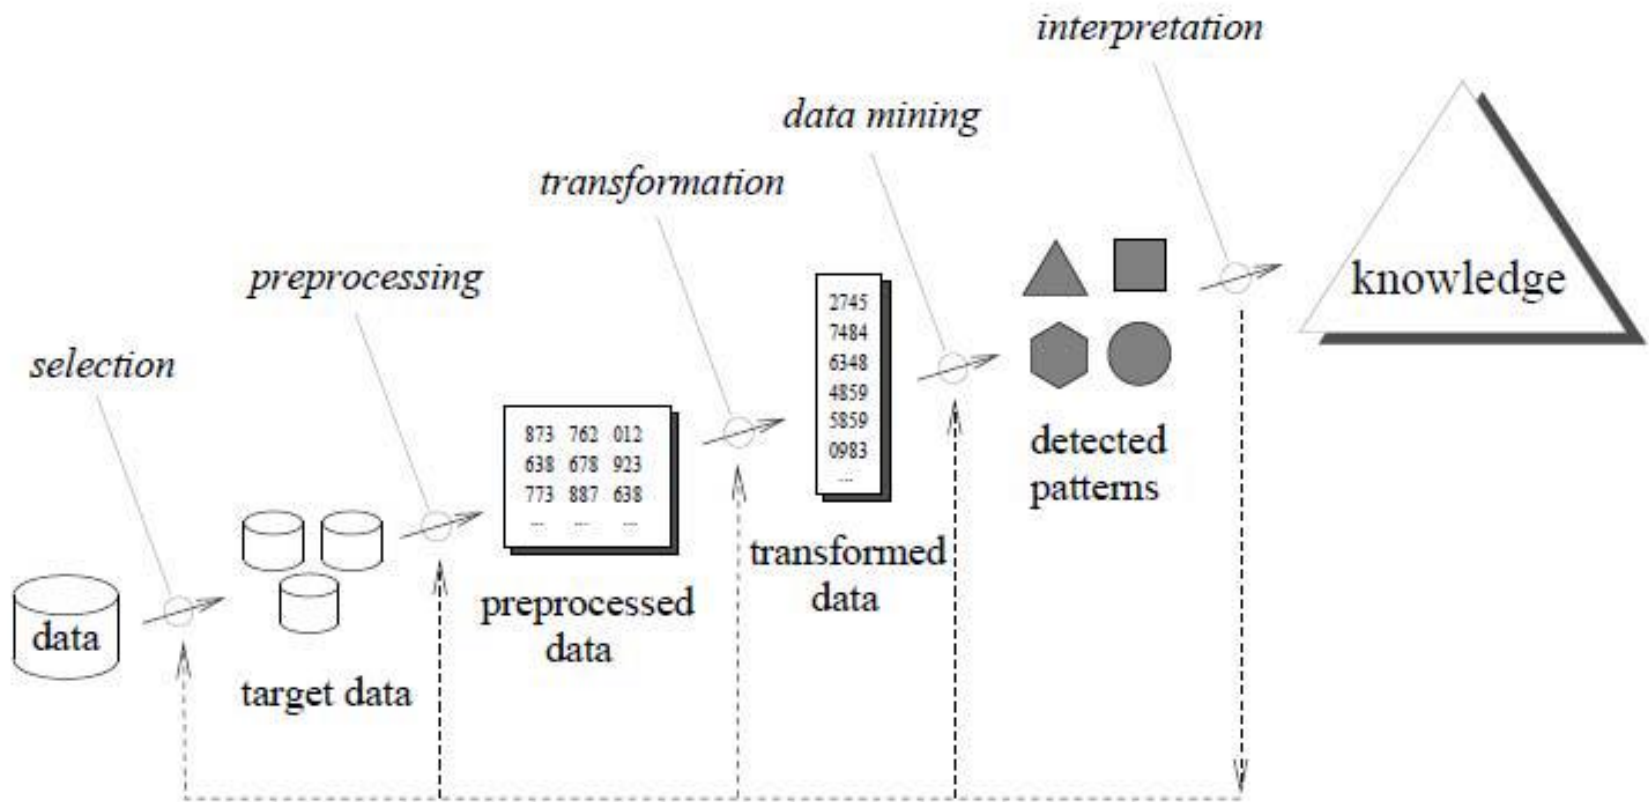 interpretation
data mining
transformation
preprocessing
selection
data
target data
873 762 012
638 678 923
773 887 638
... ... ...
preprocessed
data
2745
7484
6348
4859
5859
0983
...
transformed
data
detected
patterns
knowledge